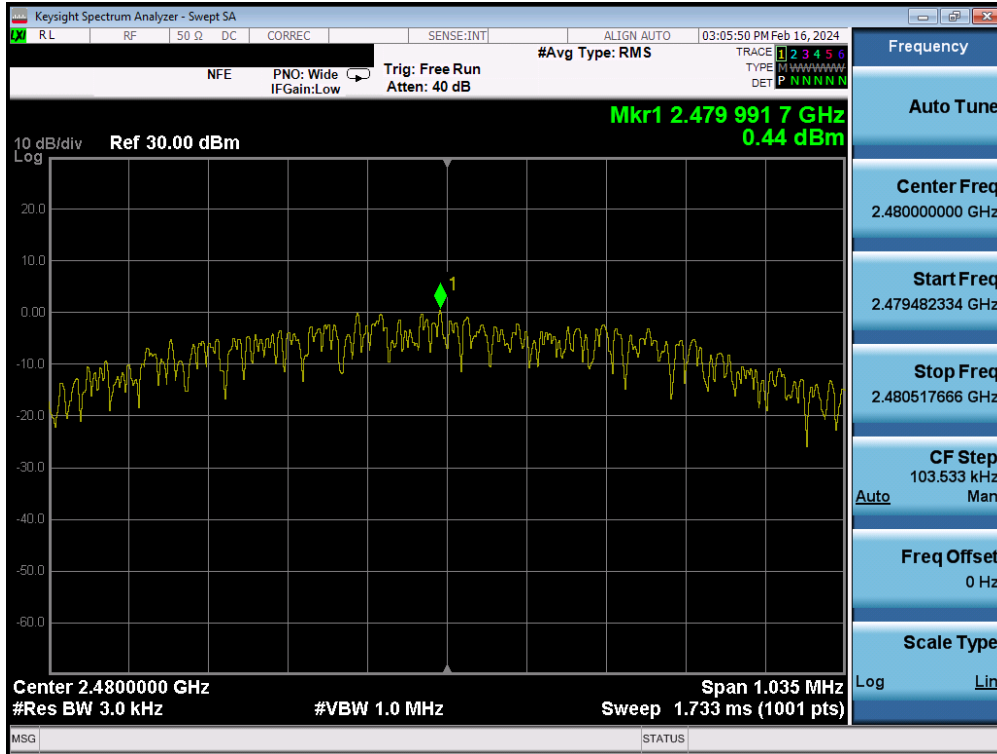 Keysight Spectrum Analyzer - Swept SA
LXI RL RF 50 Ω DC CORREC SENSE:INT ALIGN AUTO 03:05:50 PM Feb 16, 2024
NFE PNO: Wide IFGain:Low
Trig: Free Run
Atten: 40 dB
#Avg Type: RMS
TRACE 1 2 3 4 5 6
TYPE M W W W W W
DET P N N N N N
Mkr1 2.479 991 7 GHz
0.44 dBm
10 dB/div Ref 30.00 dBm
Log
20.0
10.0
1
0.00
-10.0
-20.0
-30.0
-40.0
-50.0
-60.0
Center 2.4800000 GHz Span 1.035 MHz
#Res BW 3.0 kHz #VBW 1.0 MHz Sweep 1.733 ms (1001 pts)
MSG STATUS
Frequency
Auto Tune
Center Freq
2.480000000 GHz
Start Freq
2.479482334 GHz
Stop Freq
2.480517666 GHz
CF Step
103.533 kHz
Auto Man
Freq Offset
0 Hz
Scale Type
Log Lin